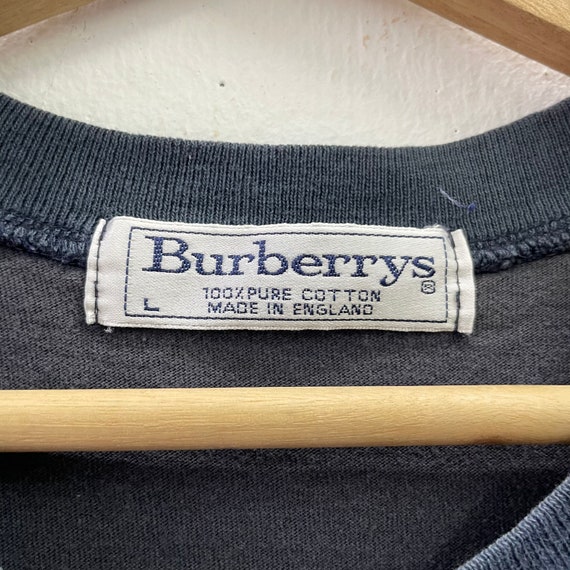 Burberrys®
100% PURE COTTON
L MADE IN ENGLAND